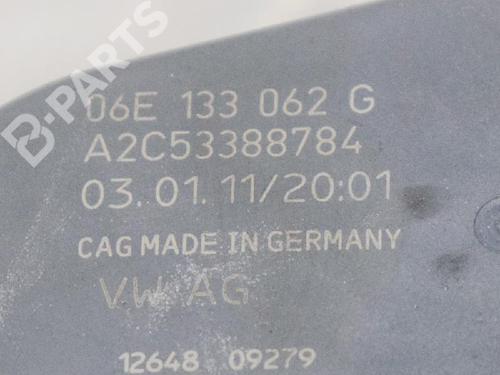 B-PARTS
06E 133 062 G
A2C53388784
03.01.11/20:01
CAG MADE IN GERMANY
VW AG
12648 09279